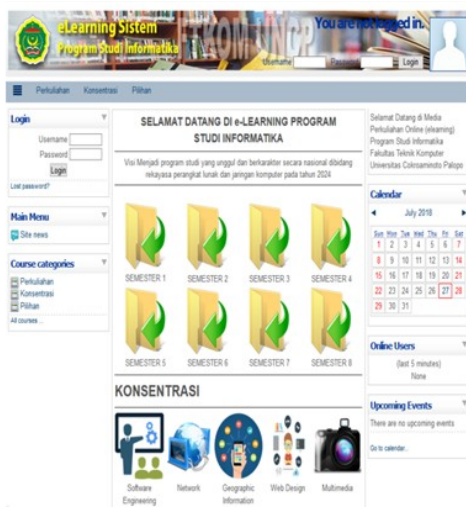 eLearning Sistem
Program Studi Informatika
You are not logged in.
Username
Password
Login
Perkuliahan
Konsentrasi
Pilihan
Login
Username
Password
Login
Lost password?
Main Menu
Site news
Course categories
Perkuliahan
Konsentrasi
Pilihan
All courses ...
SELAMAT DATANG DI e-LEARNING PROGRAM
STUDI INFORMATIKA
Visi Menjadi program studi yang unggul dan berkarakter secara nasional dibidang
rekayasa perangkat lunak dan jaringan komputer pada tahun 2024
SEMESTER 1
SEMESTER 2
SEMESTER 3
SEMESTER 4
SEMESTER 5
SEMESTER 6
SEMESTER 7
SEMESTER 8
KONSENTRASI
Software
Engineering
Network
Geographic
Information
Web Design
Multimedia
Selamat Datang di Media
Perkuliahan Online (elearning)
Program Studi Informatika
Fakultas Teknik Komputer
Universitas Cokroaminoto Palopo
Calendar
July 2018
Sun Mon Tue Wed Thu Fri Sat
1 2 3 4 5 6 7
8 9 10 11 12 13 14
15 16 17 18 19 20 21
22 23 24 25 26 27 28
29 30 31
Online Users
(last 5 minutes)
None
Upcoming Events
There are no upcoming events
Go to calendar...